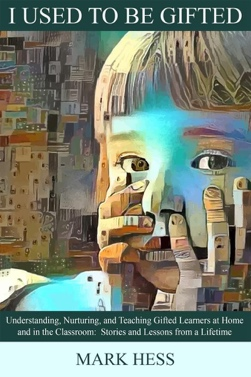 I USED TO BE GIFTED
Understanding, Nurturing, and Teaching Gifted Learners at Home
and in the Classroom: Stories and Lessons from a Lifetime
MARK HESS